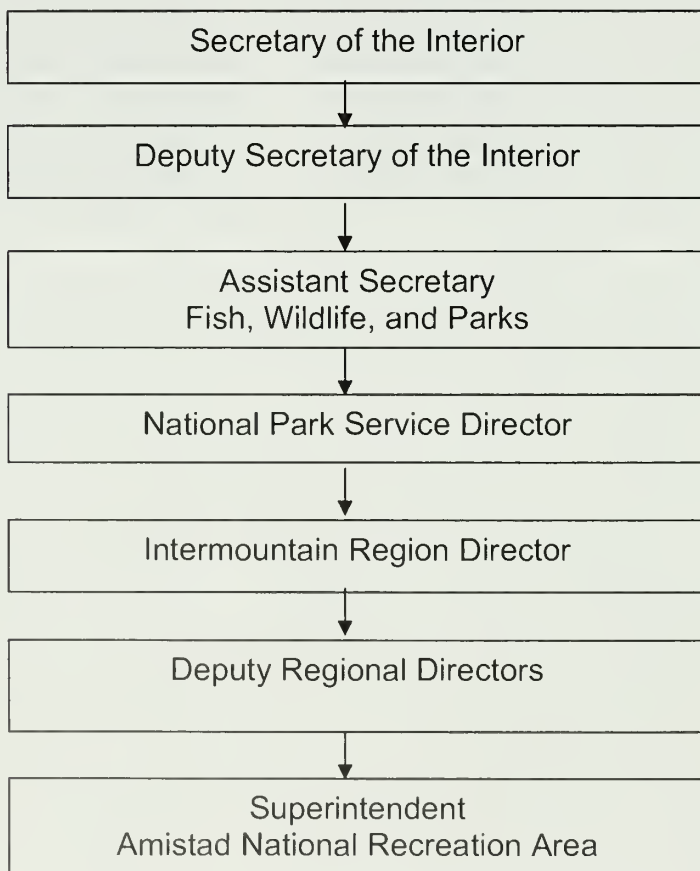 Secretary of the Interior
Deputy Secretary of the Interior
Assistant Secretary
Fish, Wildlife, and Parks
National Park Service Director
Intermountain Region Director
Deputy Regional Directors
Superintendent
Amistad National Recreation Area